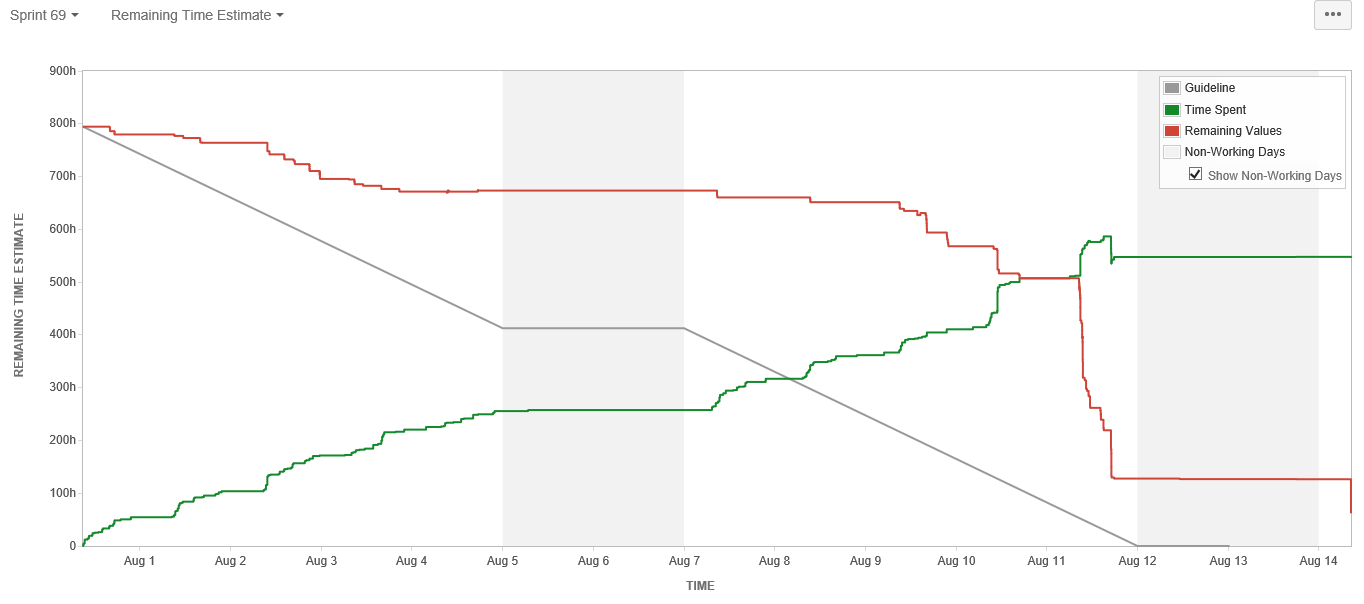 Sprint 69 Remaining Time Estimate
900h
800h
700h
600h
500h
400h
300h
200h
100h
0
REMAINING TIME ESTIMATE
Guideline
Time Spent
Remaining Values
Non-Working Days
Show Non-Working Days
Aug 1 Aug 2 Aug 3 Aug 4 Aug 5 Aug 6 Aug 7 Aug 8 Aug 9 Aug 10 Aug 11 Aug 12 Aug 13 Aug 14
TIME